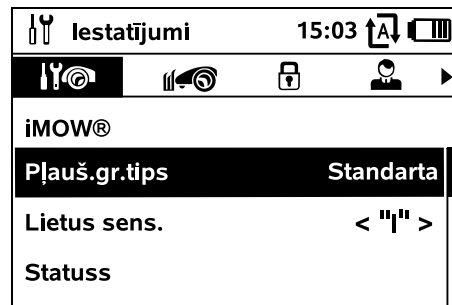 Iestatījumi 15:03 A
iMOW®
Pļauš.gr.tips Standarta
Lietus sens. < "I" >
Statuss